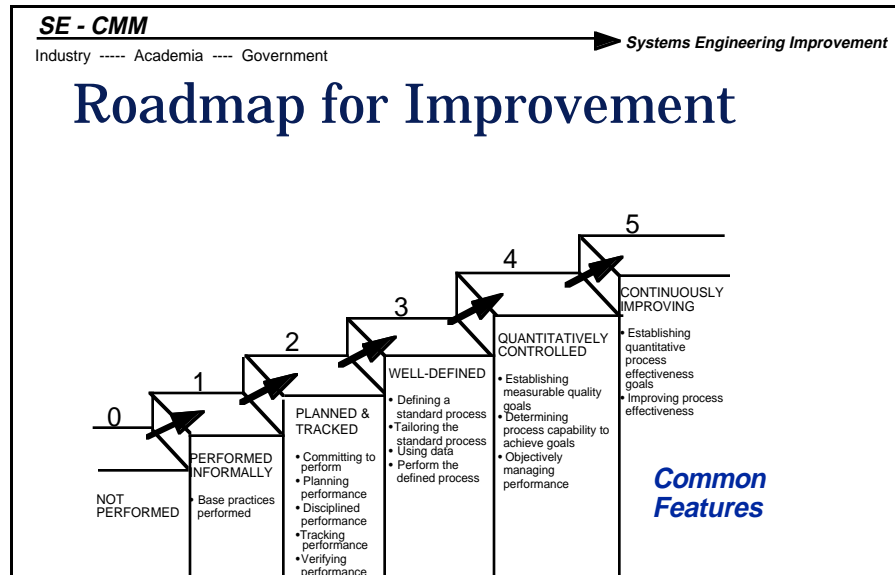 SE - CMM
Systems Engineering Improvement
Industry ----- Academia ---- Government
Roadmap for Improvement
0
NOT
PERFORMED
1
PERFORMED
INFORMALLY
• Base practices
performed
2
PLANNED &
TRACKED
• Committing to
perform
• Planning
performance
• Disciplined
performance
•Tracking
performance
• Verifying
performance
3
WELL-DEFINED
• Defining a
standard process
•Tailoring the
standard process
• Using data
• Perform the
defined process
4
QUANTITATIVELY
CONTROLLED
• Establishing
measurable quality
goals
• Determining
process capability to
achieve goals
• Objectively
managing
performance
5
CONTINUOUSLY
IMPROVING
• Establishing
quantitative
process
effectiveness
goals
• Improving process
effectiveness
Common
Features